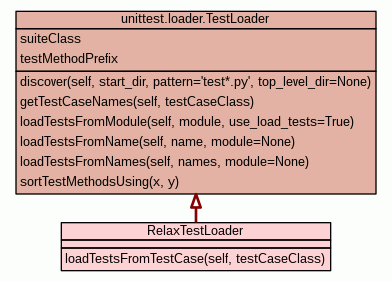 unittest.loader.TestLoader
suiteClass
testMethodPrefix
discover(self, start_dir, pattern='test*.py', top_level_dir=None)
getTestCaseNames(self, testCaseClass)
loadTestsFromModule(self, module, use_load_tests=True)
loadTestsFromName(self, name, module=None)
loadTestsFromNames(self, names, module=None)
sortTestMethodsUsing(x, y)
RelaxTestLoader
loadTestsFromTestCase(self, testCaseClass)